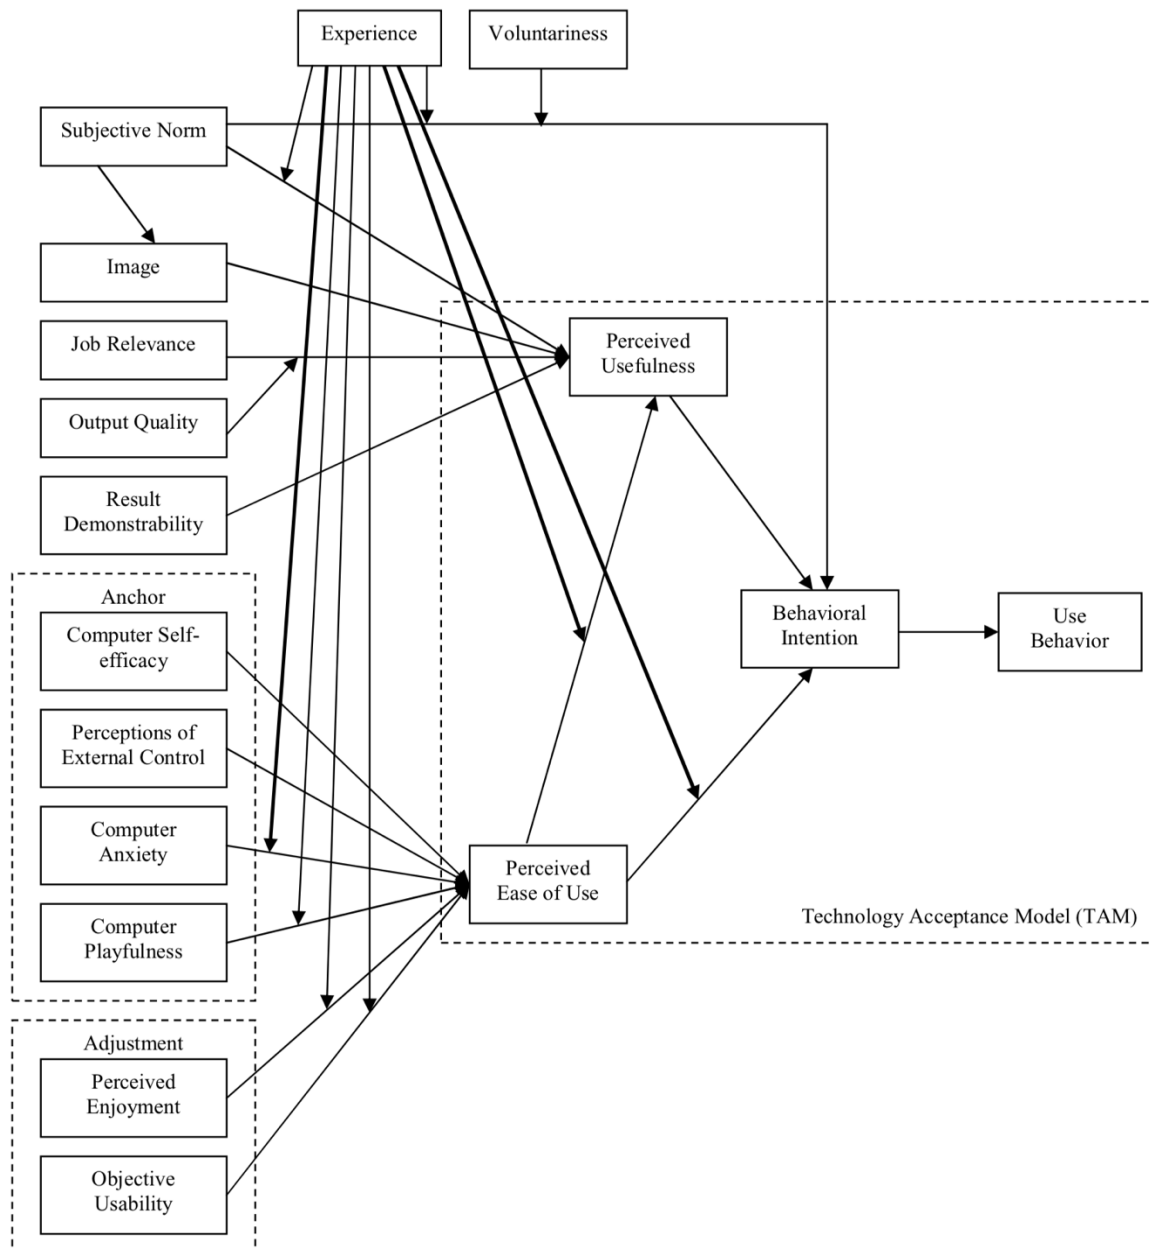 Experience
Voluntariness
Subjective Norm
Image
Job Relevance
Output Quality
Result
Demonstrability
Perceived
Usefulness
Anchor
Computer Self-
efficacy
Perceptions of
External Control
Computer
Anxiety
Computer
Playfulness
Behavioral
Intention
Use
Behavior
Perceived
Ease of Use
Technology Acceptance Model (TAM)
Adjustment
Perceived
Enjoyment
Objective
Usability